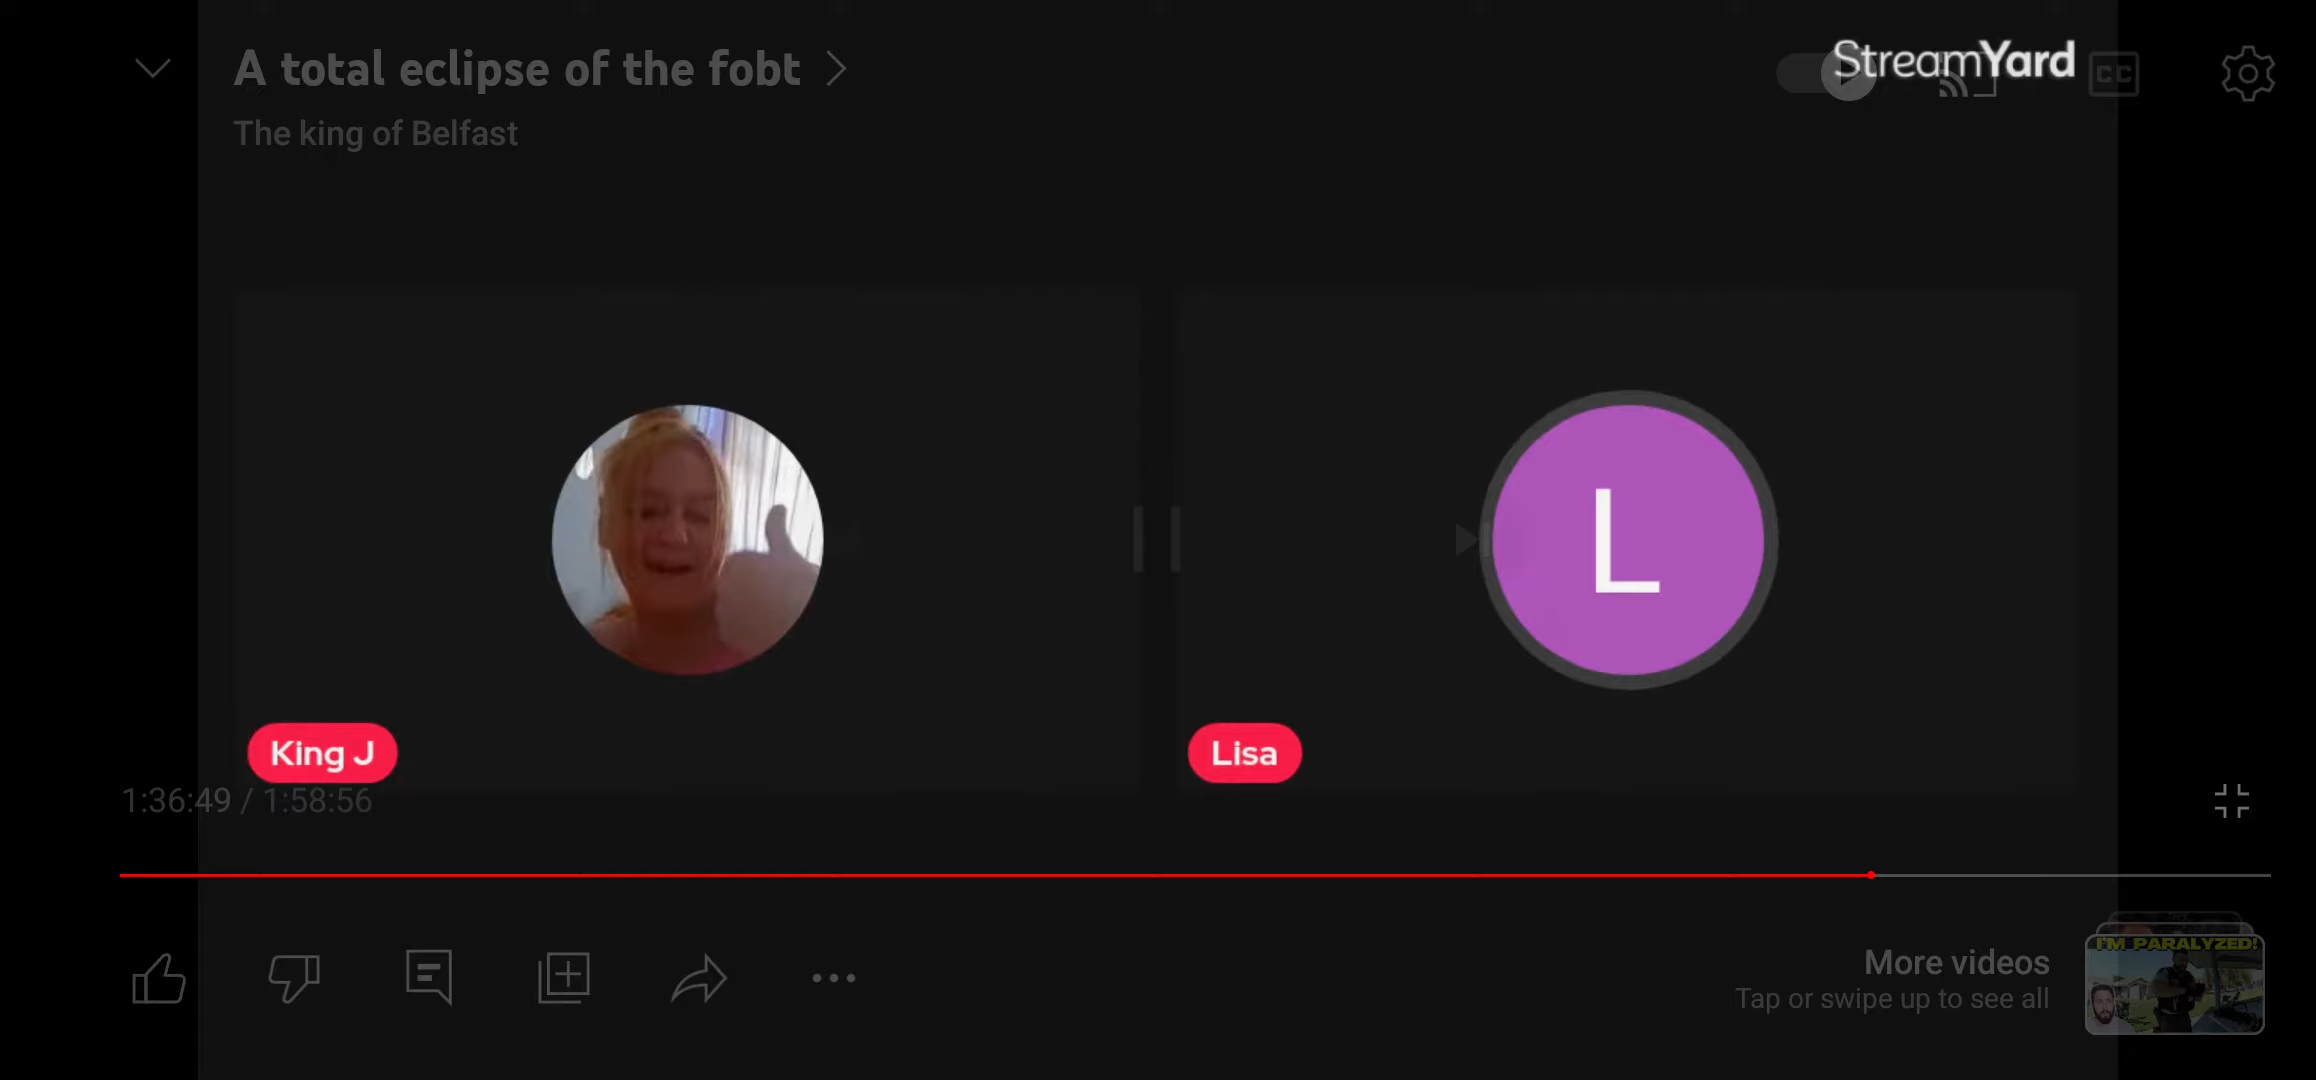 A total eclipse of the fobt
StreamYard
CC
The king of Belfast
L
King J
Lisa
1:36:49 / 1:58:56
I'M PARALYZED!
More videos
Tap or swipe up to see all